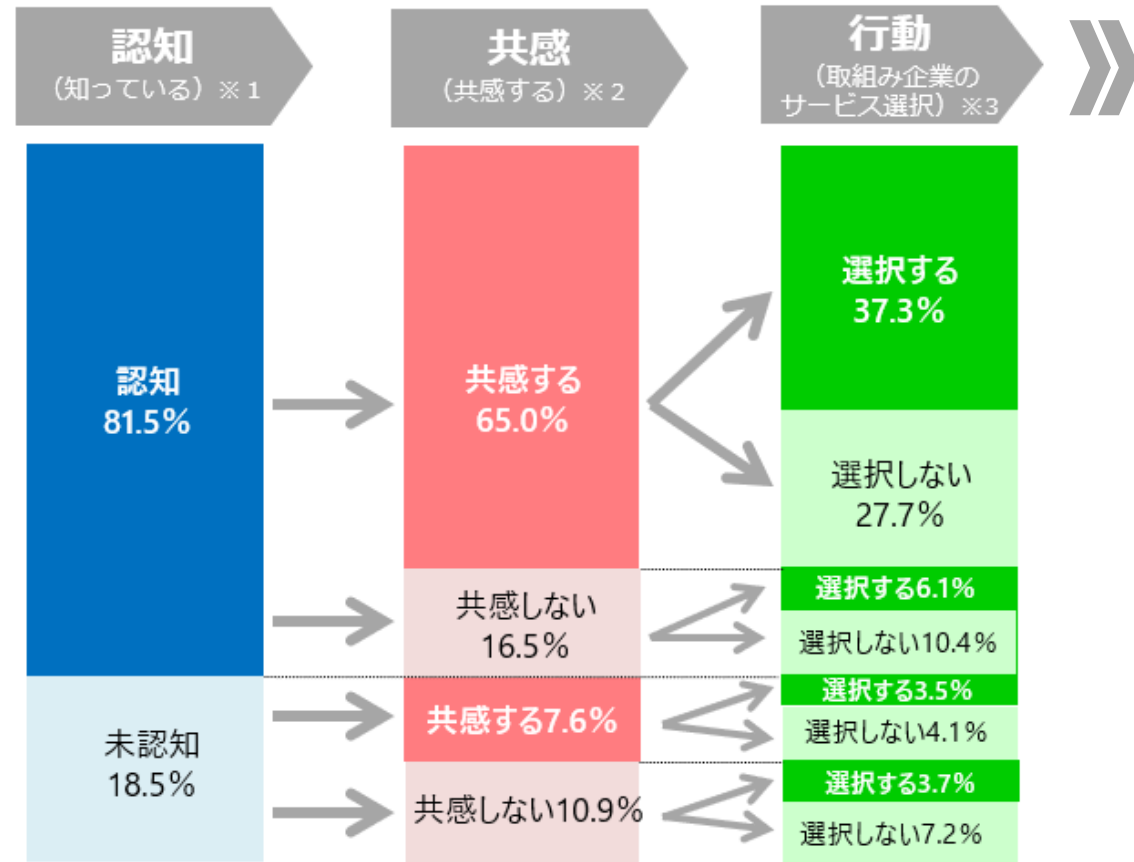 認知
(知っている) ※1
共感
(共感する) ※2
行動
(取組み企業の
サービス選択) ※3
認知
81.5%
未認知
18.5%
共感する
65.0%
共感しない
16.5%
共感する7.6%
共感しない10.9%
選択する
37.3%
選択しない
27.7%
選択する6.1%
選択しない10.4%
選択する3.5%
選択しない4.1%
選択する3.7%
選択しない7.2%